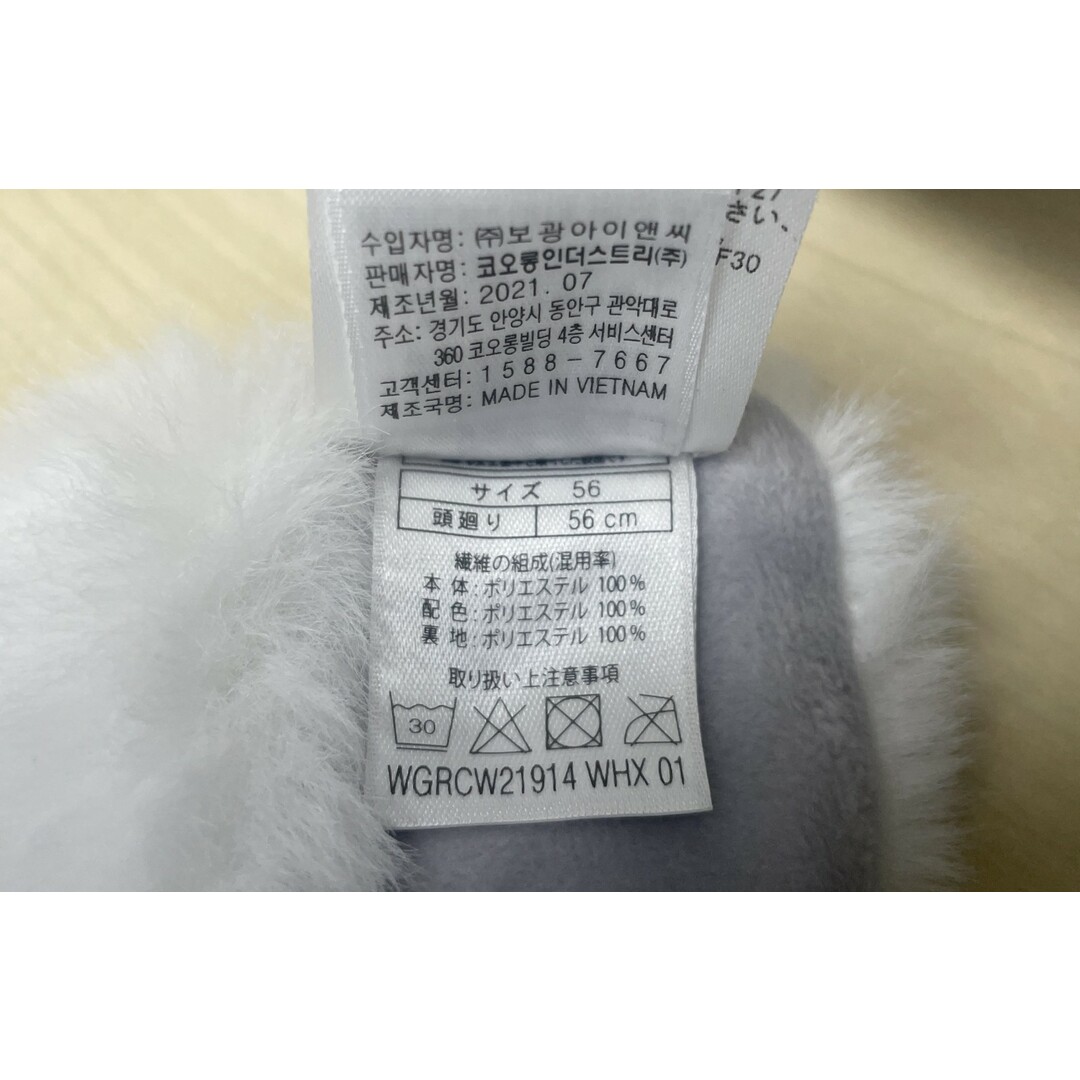 수입자명: ㈜보광아이앤씨
판매자명: 코오롱인더스트리(주)
제조년월: 2021. 07
주소: 경기도 안양시 동안구 관악대로
360 코오롱빌딩 4층 서비스센터
고객센터: 1588-7667
제조국명: MADE IN VIETNAM
さい、
F30
サイズ 56
頭廻り 56 cm
繊維の組成(混用率)
本体:ポリエステル 100%
配色:ポリエステル 100%
裏地:ポリエステル 100%
取り扱い上注意事項
30
WGRCW21914 WHX 01